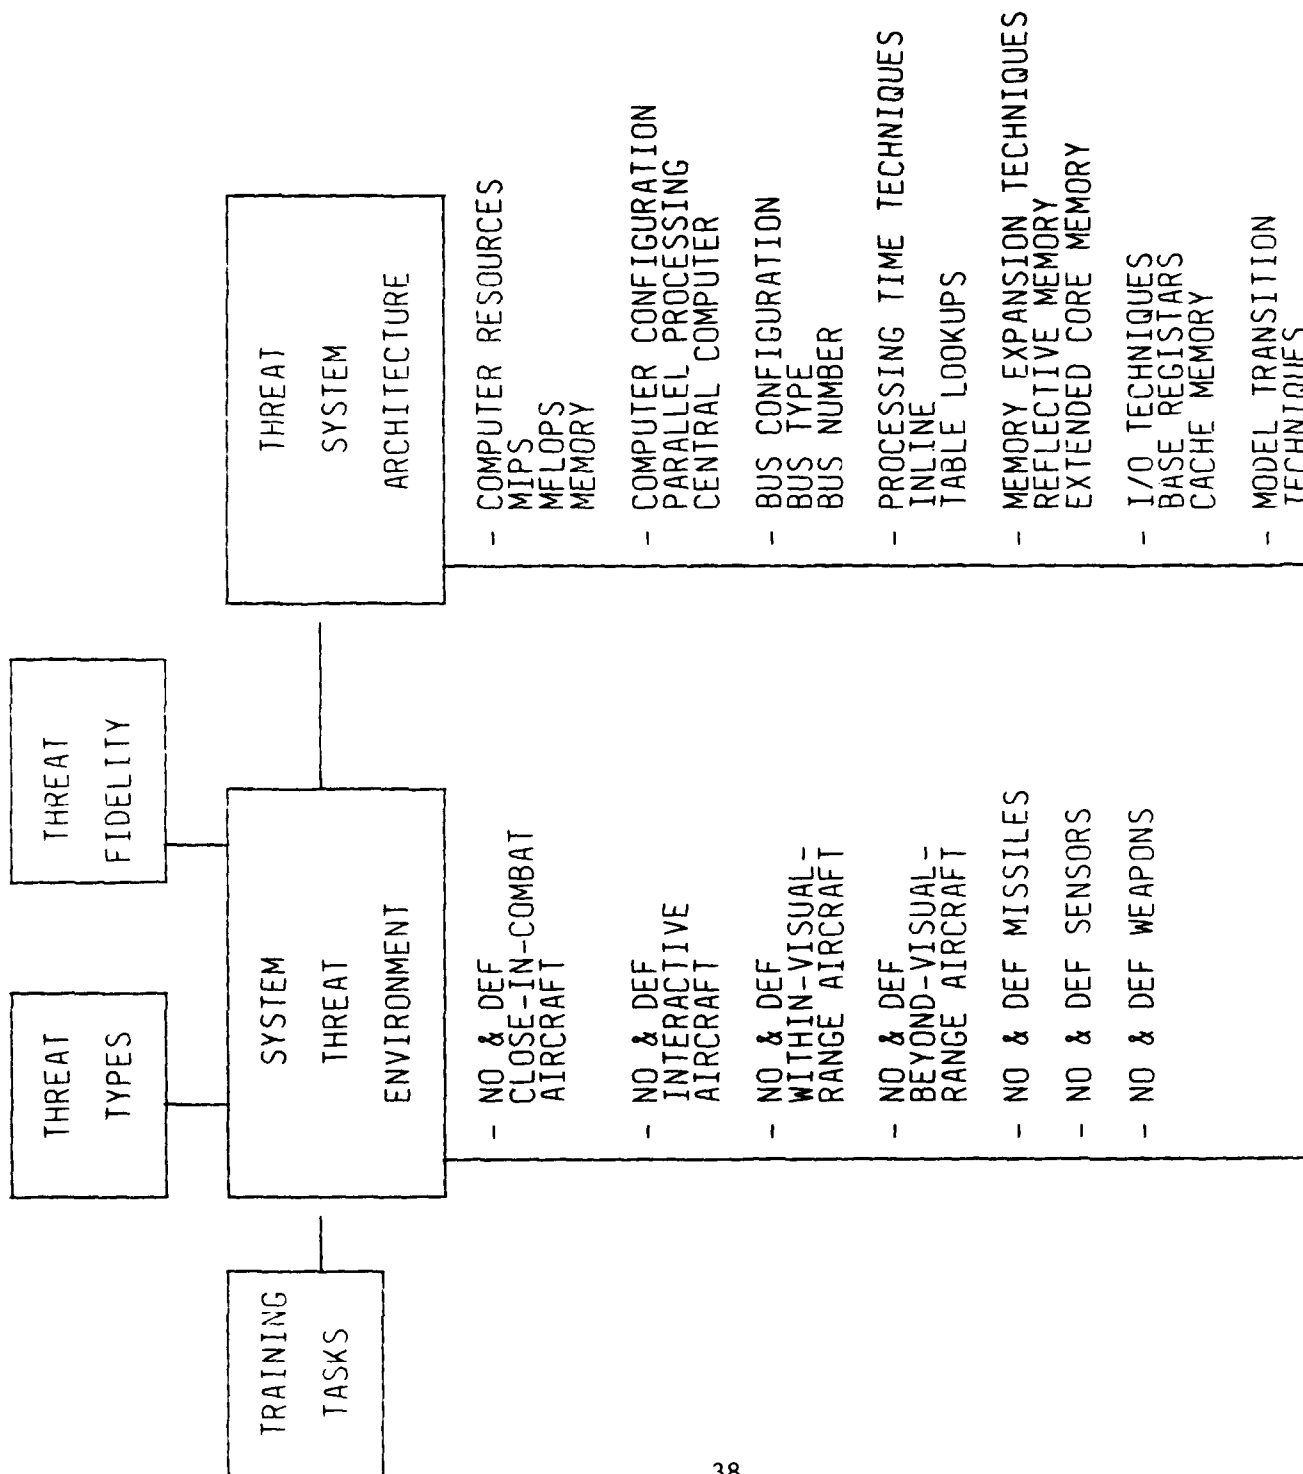 THREAT
TYPES
THREAT
FIDELITY
TRAINING
TASKS
SYSTEM
THREAT
ENVIRONMENT
THREAT
SYSTEM
ARCHITECTURE
- NO & DEF
CLOSE-IN-COMBAT
AIRCRAFT
- NO & DEF
INTERACTIVE
AIRCRAFT
- NO & DEF
WITHIN-VISUAL-
RANGE AIRCRAFT
- NO & DEF
BEYOND-VISUAL-
RANGE AIRCRAFT
- NO & DEF MISSILES
- NO & DEF SENSORS
- NO & DEF WEAPONS
- COMPUTER RESOURCES
MIPS
MFLOPS
MEMORY
- COMPUTER CONFIGURATION
PARALLEL PROCESSING
CENTRAL COMPUTER
- BUS CONFIGURATION
BUS TYPE
BUS NUMBER
- PROCESSING TIME TECHNIQUES
INLINE
TABLE LOOKUPS
- MEMORY EXPANSION TECHNIQUES
REFLECTIVE MEMORY
EXTENDED CORE MEMORY
- I/O TECHNIQUES
BASE REGISTARS
CACHE MEMORY
- MODEL TRANSITION
TECHNIQUES
38